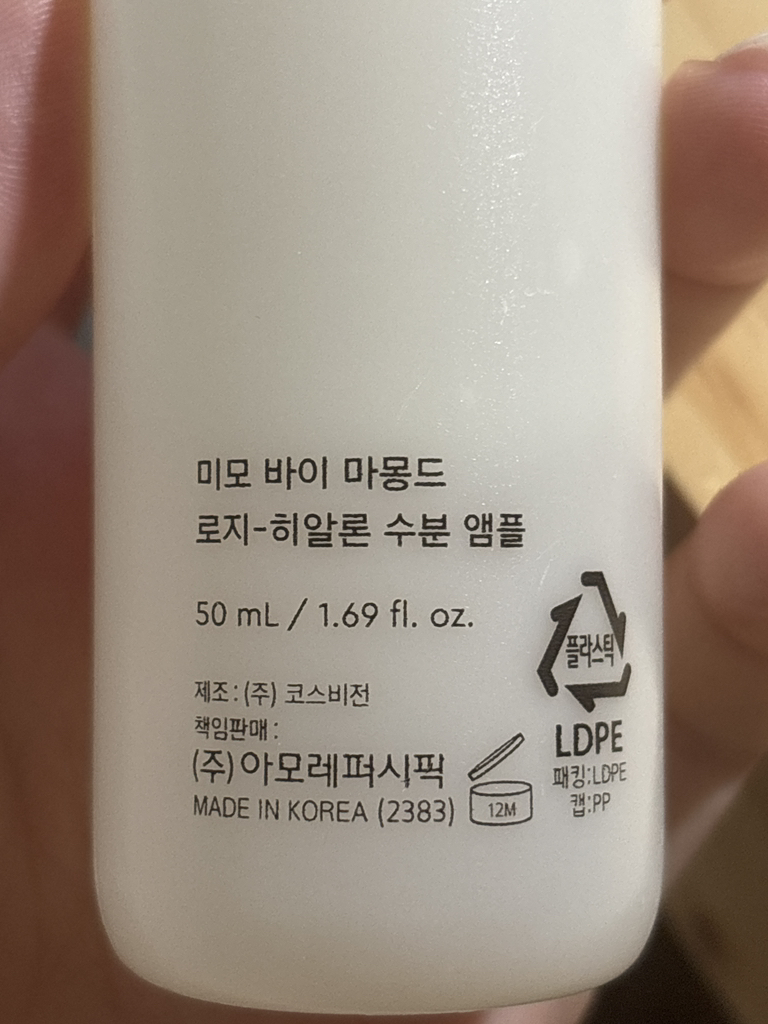 미모 바이 마몽드
로지-히알론 수분 앰플
50 mL / 1.69 fl. oz.
플라스틱
LDPE
패킹:LDPE
캡:PP
제조: (주) 코스비전
책임판매 :
(주)아모레퍼시픽
MADE IN KOREA (2383)
12M